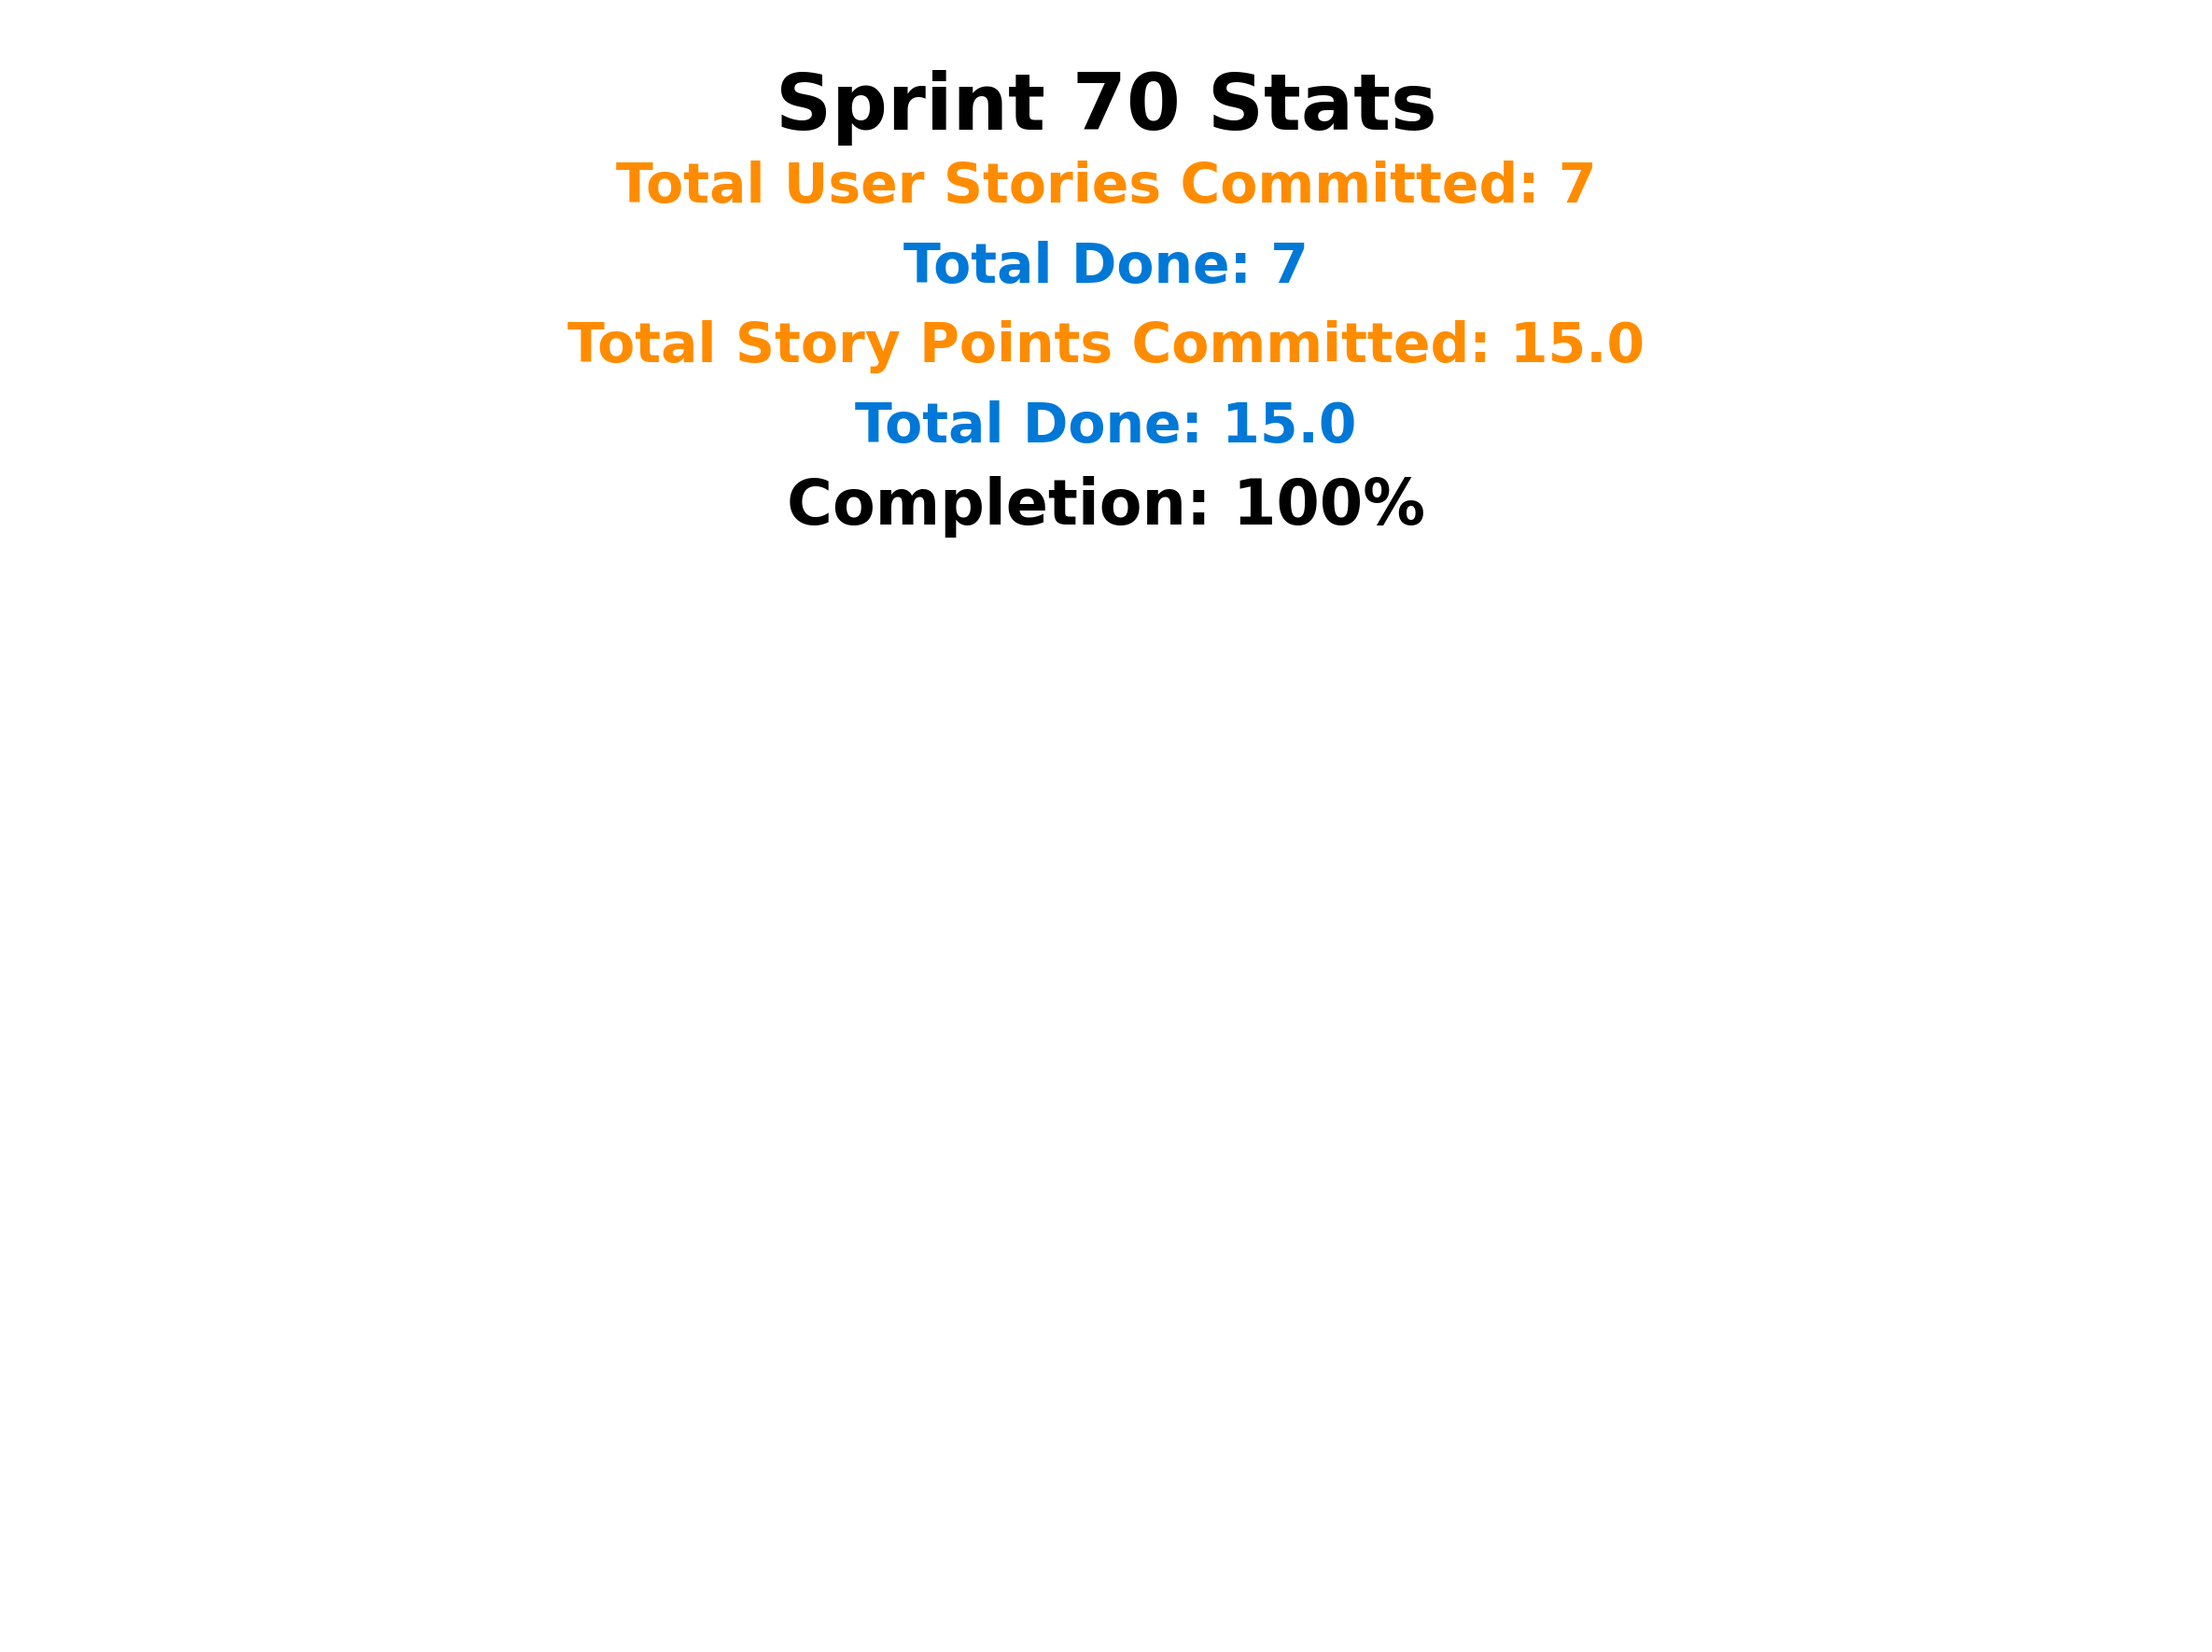 Sprint 70 Stats
Total User Stories Committed: 7
Total Done: 7
Total Story Points Committed: 15.0
Total Done: 15.0
Completion: 100%